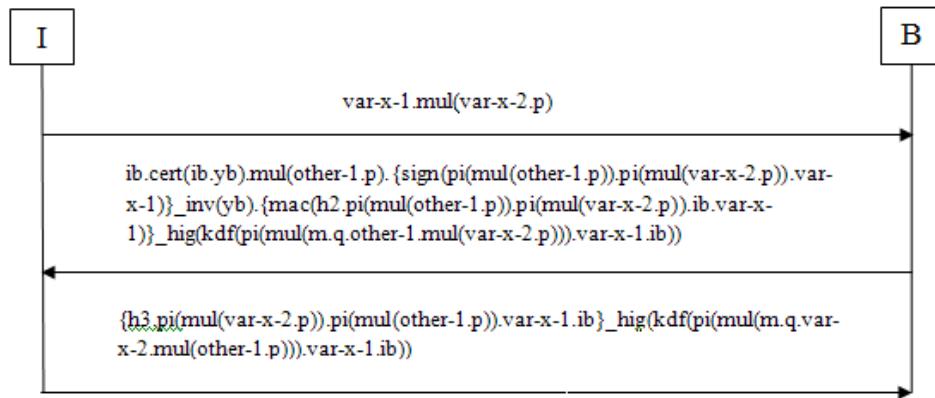 I
B
var-x-1.mul(var-x-2.p)
ib.cert(ib.yb).mul(other-1.p).{sign(pi(mul(other-1.p)).pi(mul(var-x-2.p)).var-
x-1)}_inv(yb).{mac(h2.pi(mul(other-1.p)).pi(mul(var-x-2.p)).ib.var-x-
1)}_hig(kdf(pi(mul(m.q.other-1.mul(var-x-2.p))).var-x-1.ib))
{h3.pi(mul(var-x-2.p)).pi(mul(other-1.p)).var-x-1.ib}_hig(kdf(pi(mul(m.q.var-
x-2.mul(other-1.p))).var-x-1.ib))